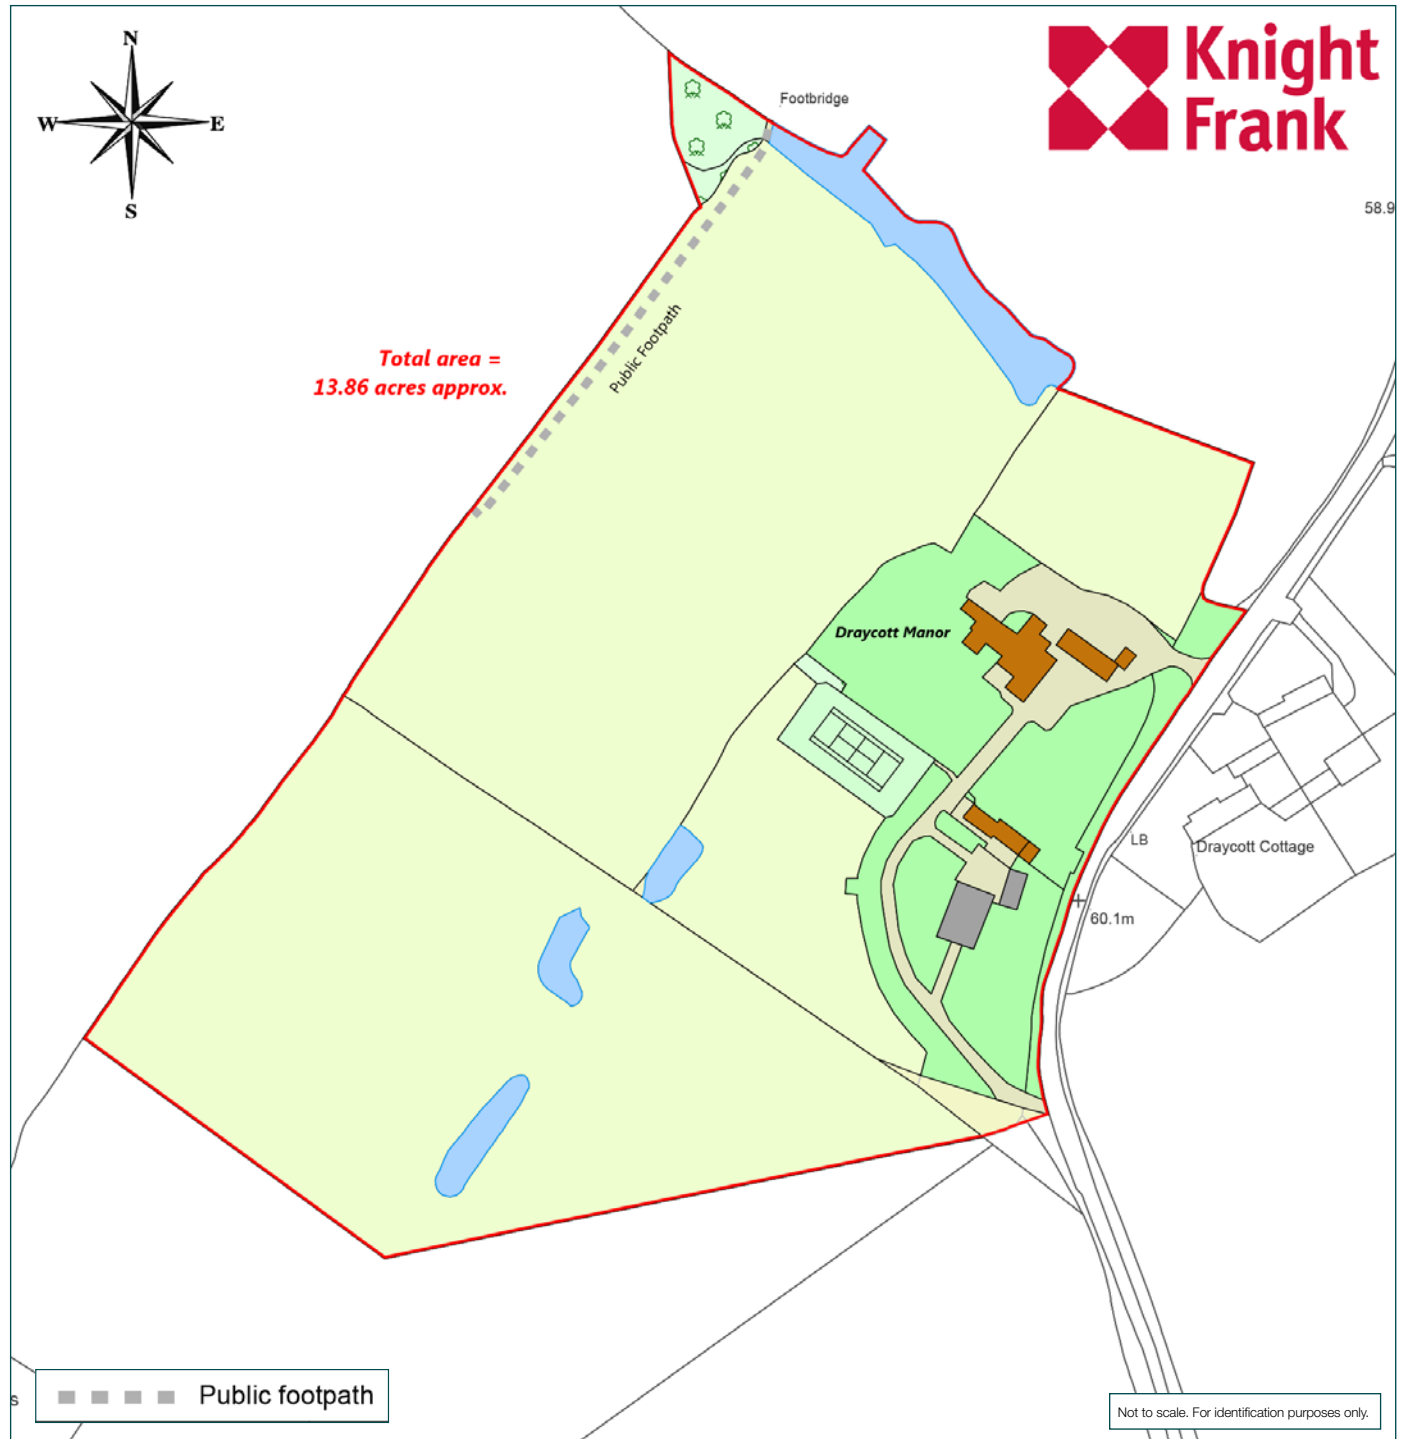 N
W
E
S
Knight
Frank
Footbridge
58.9
Public Footpath
Total area =
13.86 acres approx.
Draycott Manor
LB
Draycott Cottage
60.1m
s
Public footpath
Not to scale. For identification purposes only.